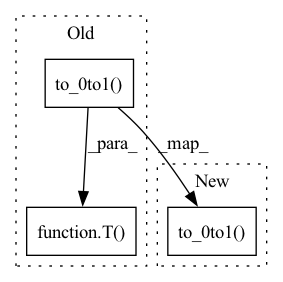 Old
to_0to1()
_para_
_map_
New
function.T()
to_0to1()